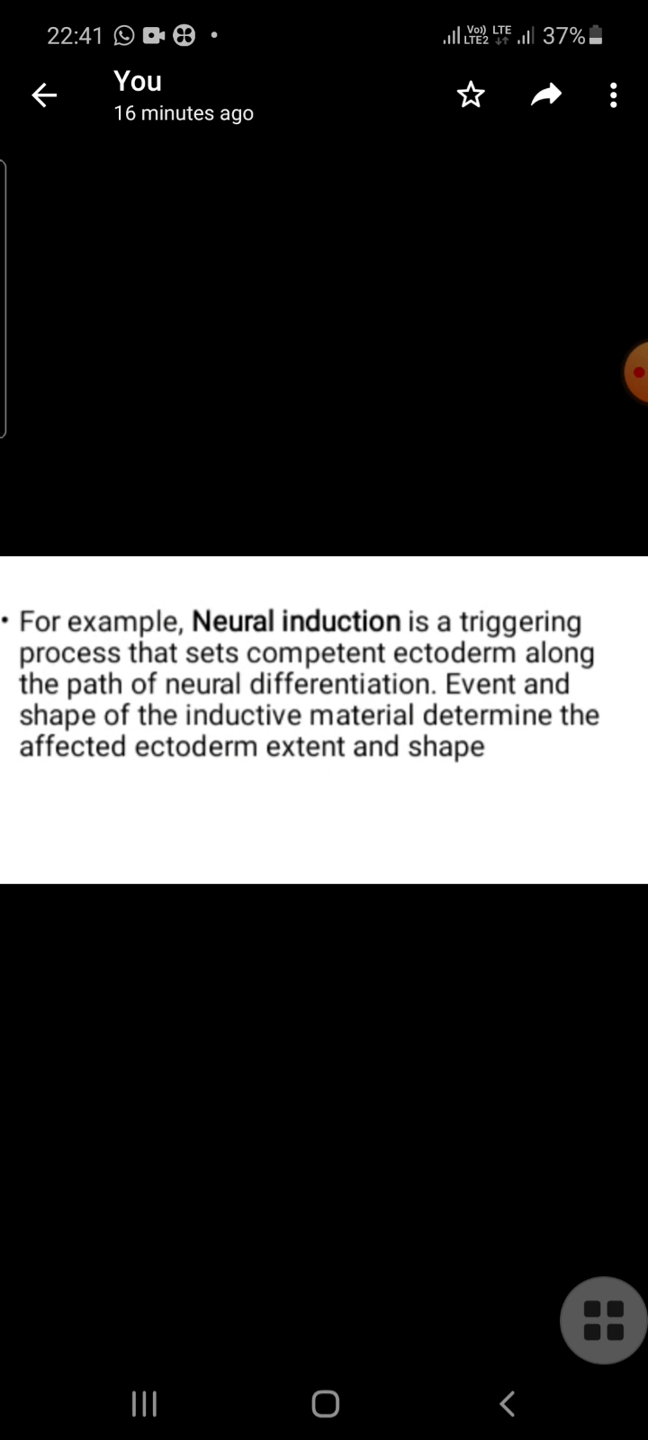 22:41
Vo)) LTE
LTE2
37%
You
16 minutes ago
• For example, Neural induction is a triggering
process that sets competent ectoderm along
the path of neural differentiation. Event and
shape of the inductive material determine the
affected ectoderm extent and shape